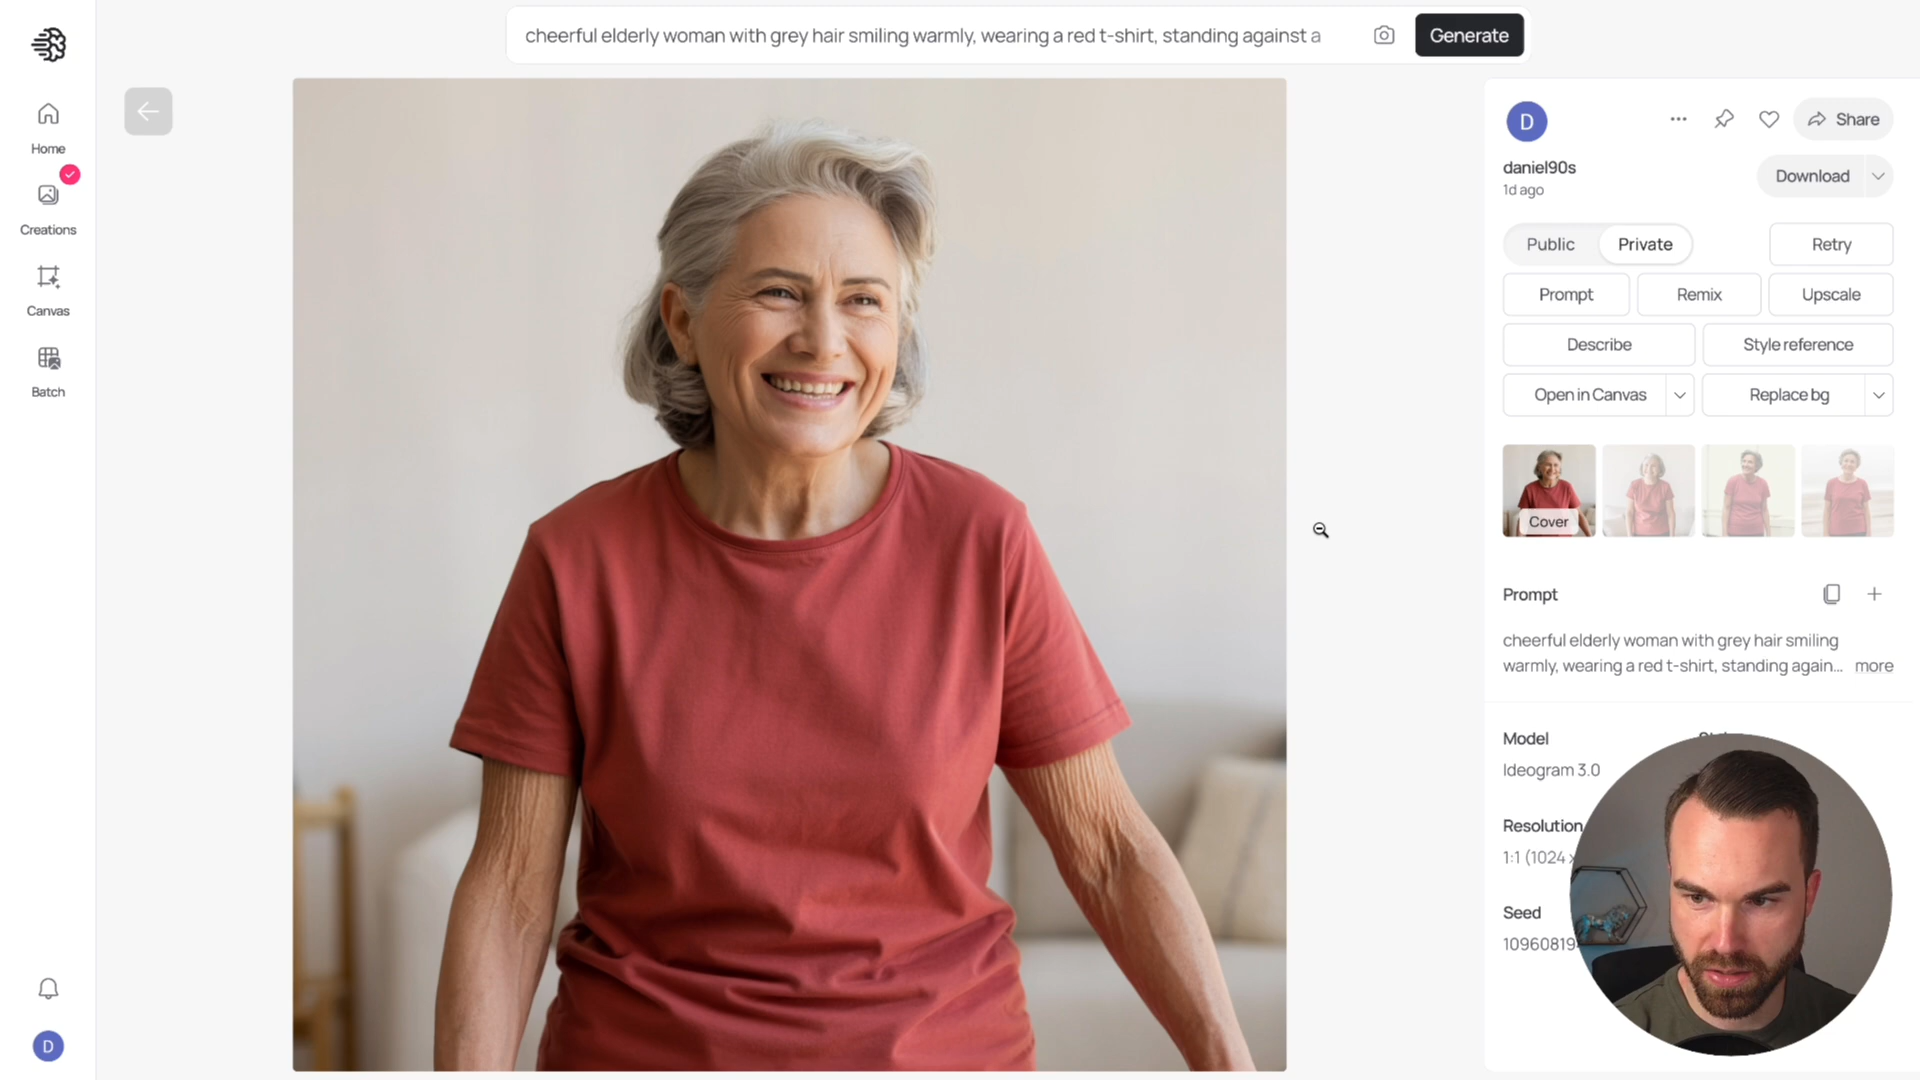 cheerful elderly woman with grey hair smiling warmly, wearing a red t-shirt, standing against a
Generate
Home
Creations
Canvas
Batch
D
D
Share
daniel90s
1d ago
Download
Public
Private
Retry
Prompt
Remix
Upscale
Describe
Style reference
Open in Canvas
Replace bg
Cover
Prompt
cheerful elderly woman with grey hair smiling
warmly, wearing a red t-shirt, standing again... more
Model
Ideogram 3.0
Resolution
1:1 (1024
Seed
10960819